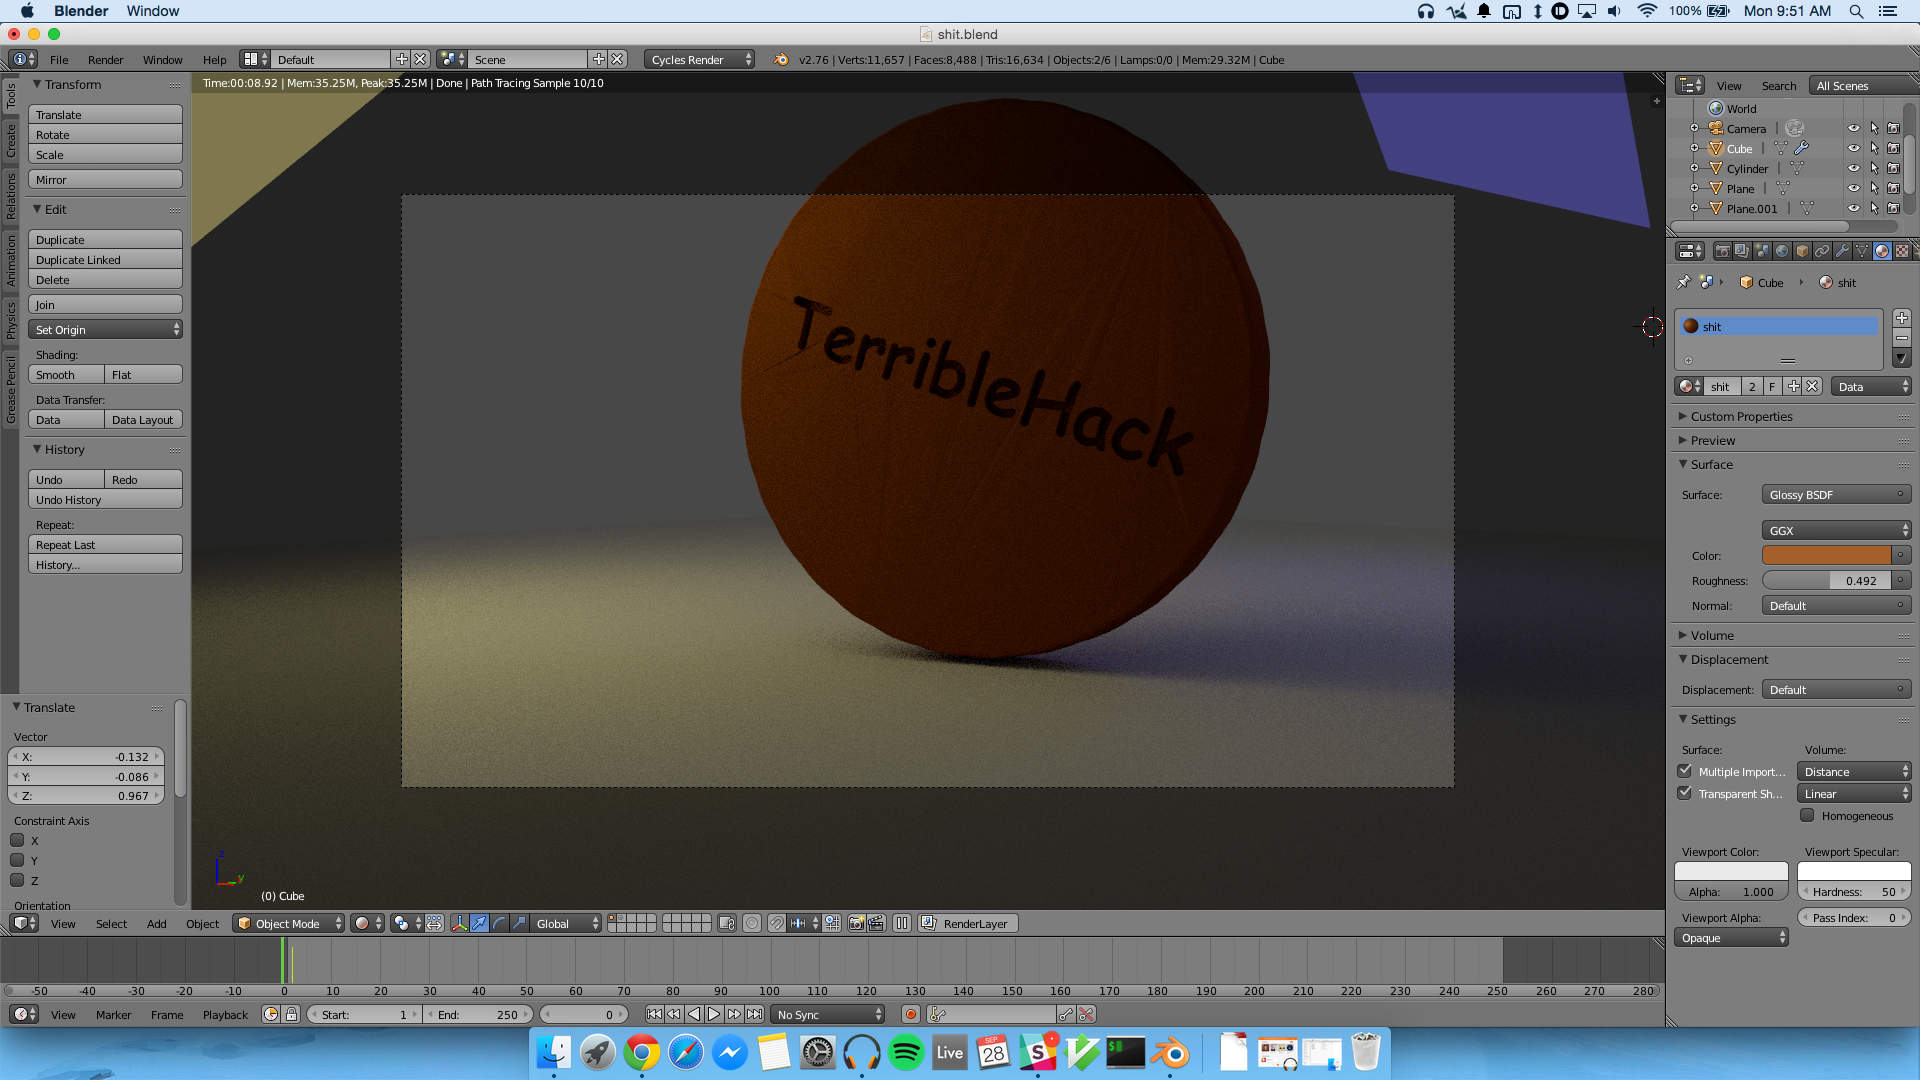 Blender Window 100% Mon 9:51 AM
shit.blend
File Render Window Help Default Scene Cycles Render v2.76 | Verts:11,657 | Faces:8,488 | Tris:16,634 | Objects:2/6 | Lamps:0/0 | Mem:29.32M | Cube
Time:00:08.92 | Mem:35.25M, Peak:35.25M | Done | Path Tracing Sample 10/10
Tools
Create
Relations
Animation
Physics
Grease Pencil
Transform
Translate
Rotate
Scale
Mirror
Edit
Duplicate
Duplicate Linked
Delete
Join
Set Origin
Shading:
Smooth Flat
Data Transfer:
Data Data Layout
History
Undo Redo
Undo History
Repeat:
Repeat Last
History...
Translate
Vector
X: -0.132
Y: -0.086
Z: 0.967
Constraint Axis
X
Y
Z
Orientation
TerribleHack
z
y
(0) Cube
View Select Add Object Object Mode Global RenderLayer
-50 -40 -30 -20 -10 0 10 20 30 40 50 60 70 80 90 100 110 120 130 140 150 160 170 180 190 200 210 220 230 240 250 260 270 280
View Marker Frame Playback Start: 1 End: 250 0 No Sync
View Search All Scenes
World
Camera
Cube
Cylinder
Plane
Plane.001
Cube shit
shit
shit 2 F Data
Custom Properties
Preview
Surface
Surface: Glossy BSDF
GGX
Color:
Roughness: 0.492
Normal: Default
Volume
Displacement
Displacement: Default
Settings
Surface: Volume:
Multiple Import... Distance
Transparent Sh... Linear
Homogeneous
Viewport Color: Viewport Specular:
Alpha: 1.000 Hardness: 50
Viewport Alpha: Pass Index: 0
Opaque
Live
SEP
28
$